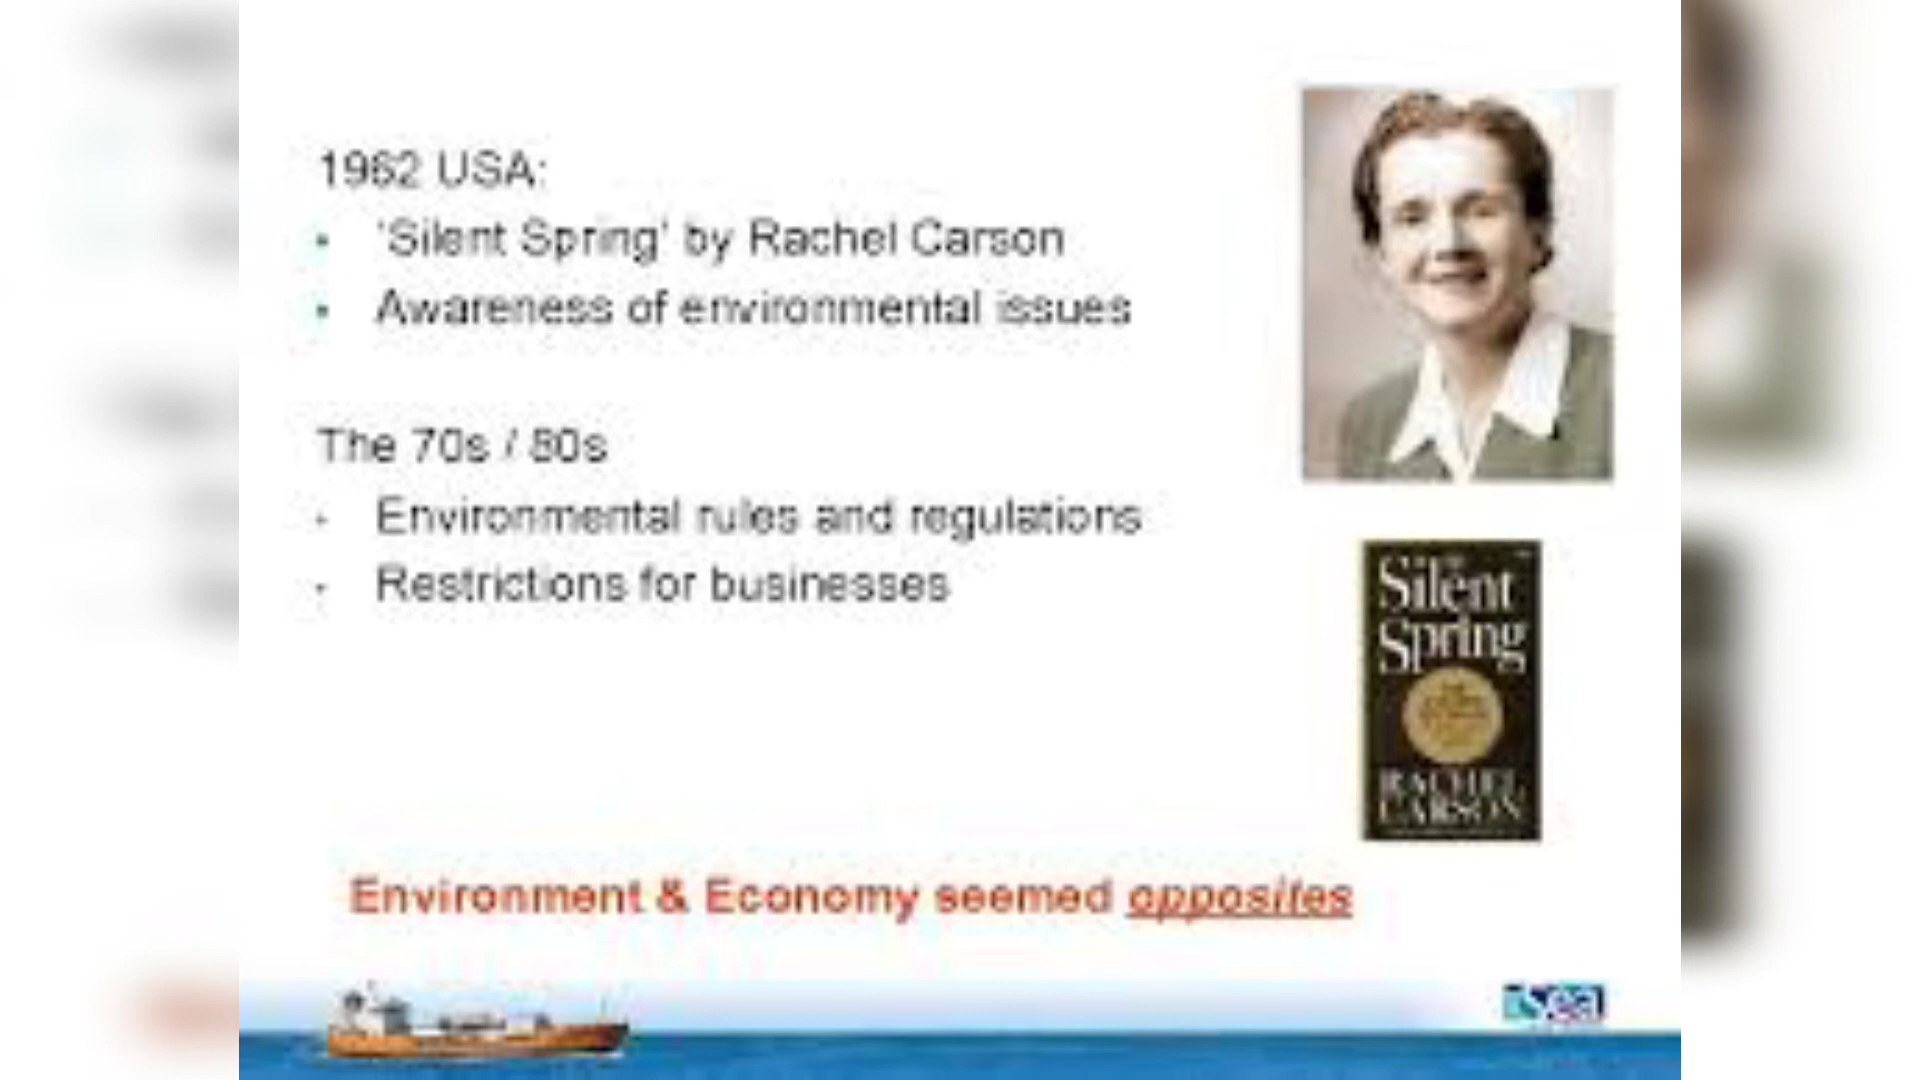 1962 USA:
• 'Silent Spring' by Rachel Carson
• Awareness of environmental issues
The 70s / 80s
• Environmental rules and regulations
• Restrictions for businesses
Silent
Spring
RACHEL
CARSON
Environment & Economy seemed opposites